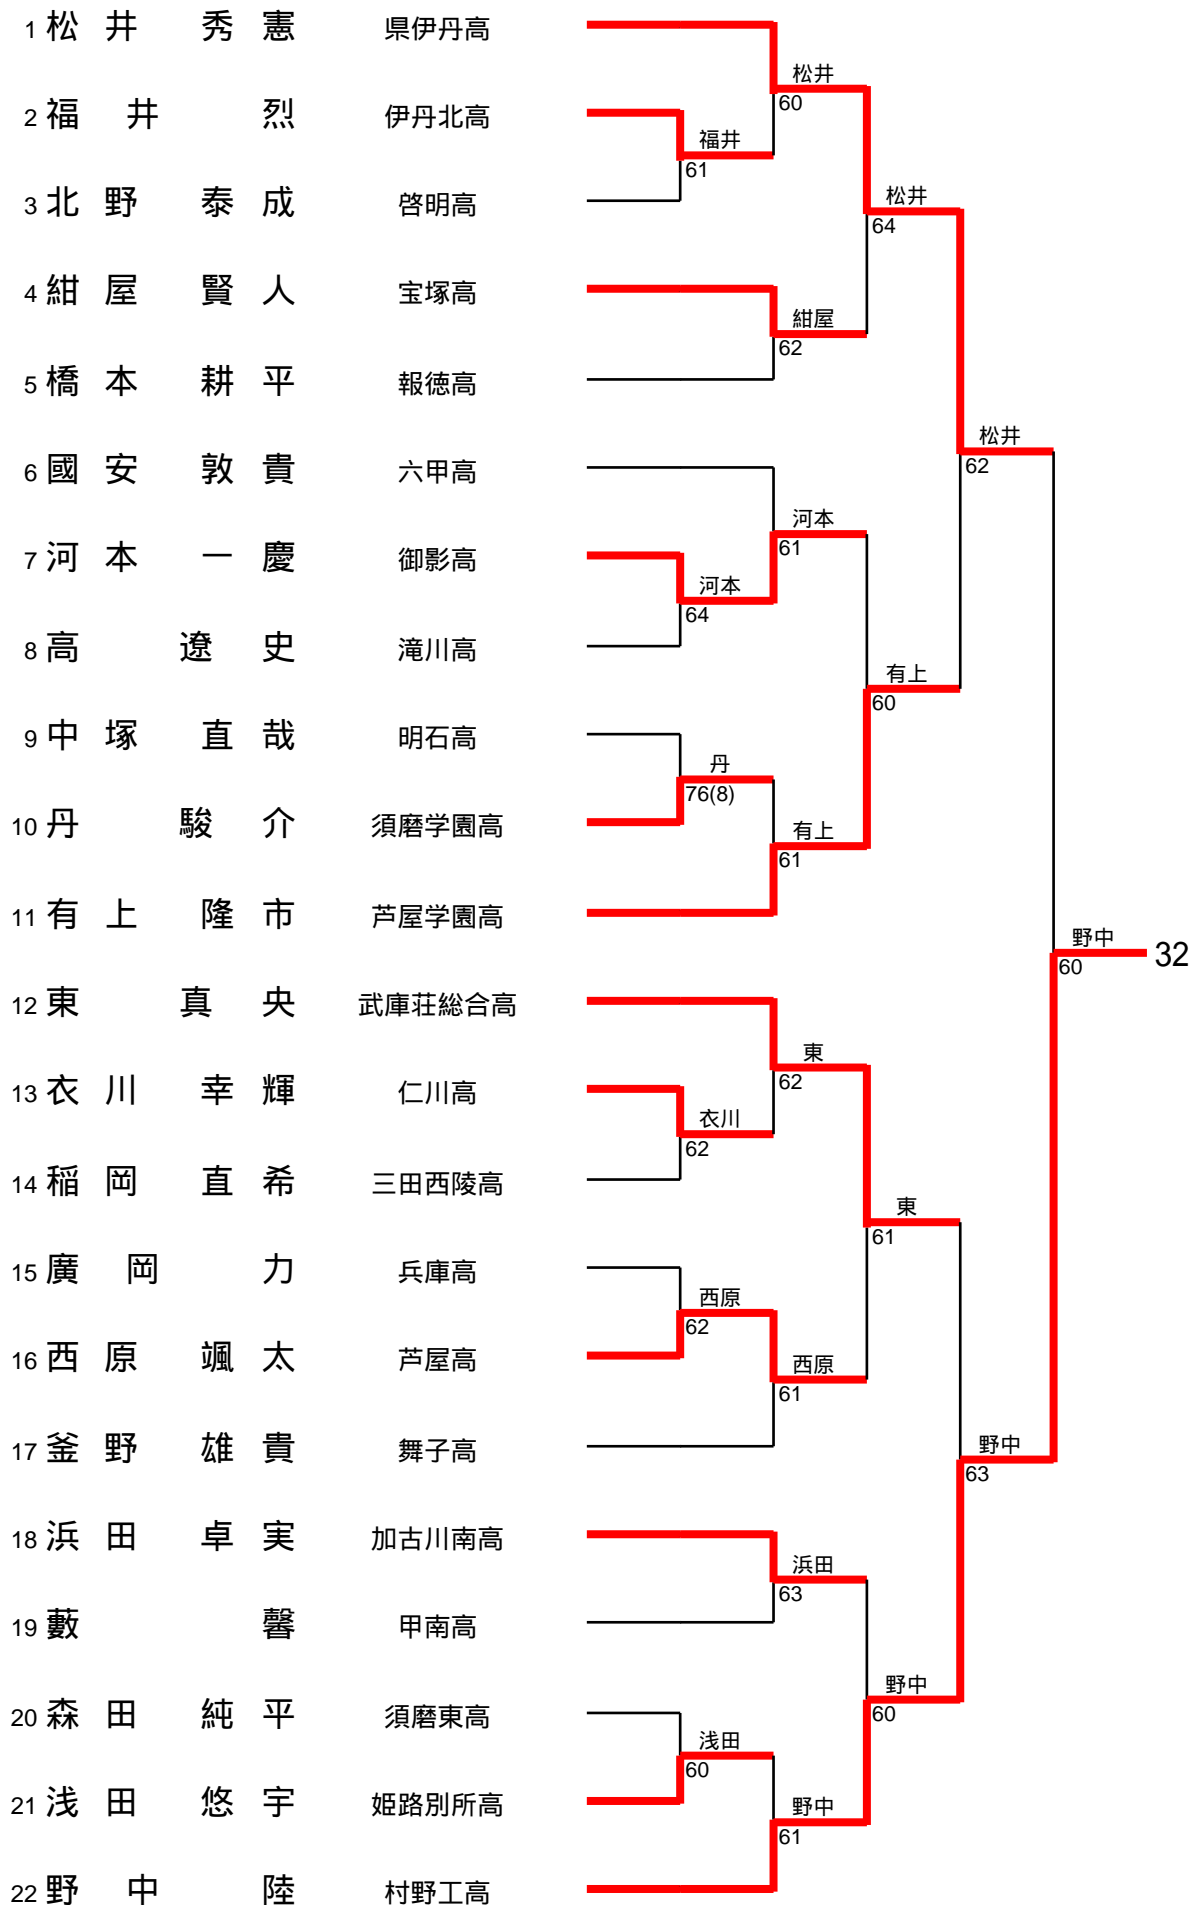 1 松井 秀憲 県伊丹高
松井
60
2 福井 烈 伊丹北高
福井
61
3 北野 泰成 啓明高
松井
64
4 紺屋 賢人 宝塚高
紺屋
62
5 橋本 耕平 報徳高
松井
62
6 國安 敦貴 六甲高
河本
61
7 河本 一慶 御影高
河本
64
8 高 遼史 滝川高
有上
60
9 中塚 直哉 明石高
丹
76(8)
10 丹 駿介 須磨学園高
有上
61
11 有上 隆市 芦屋学園高
野中
60
32
12 東 真央 武庫荘総合高
東
62
13 衣川 幸輝 仁川高
衣川
62
14 稲岡 直希 三田西陵高
東
61
15 廣岡 力 兵庫高
西原
62
16 西原 颯太 芦屋高
西原
61
17 釜野 雄貴 舞子高
野中
63
18 浜田 卓実 加古川南高
浜田
63
19 藪 馨 甲南高
野中
60
20 森田 純平 須磨東高
浅田
60
21 浅田 悠宇 姫路別所高
野中
61
22 野中 陸 村野工高